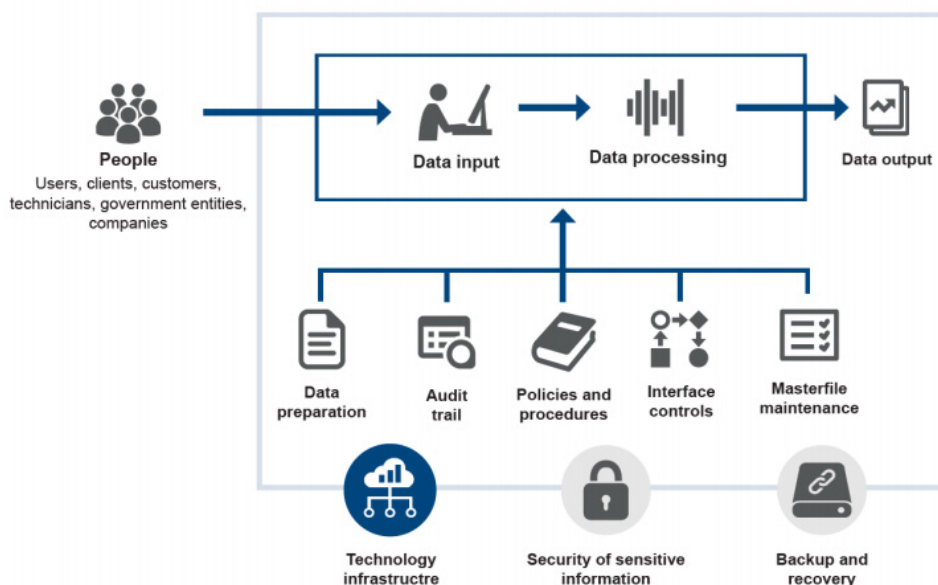 People
Users, clients, customers,
technicians, government entities,
companies
Data input
Data processing
Data output
Data
preparation
Audit
trail
Policies and
procedures
Interface
controls
Masterfile
maintenance
Technology
infrastructre
Security of sensitive
information
Backup and
recovery